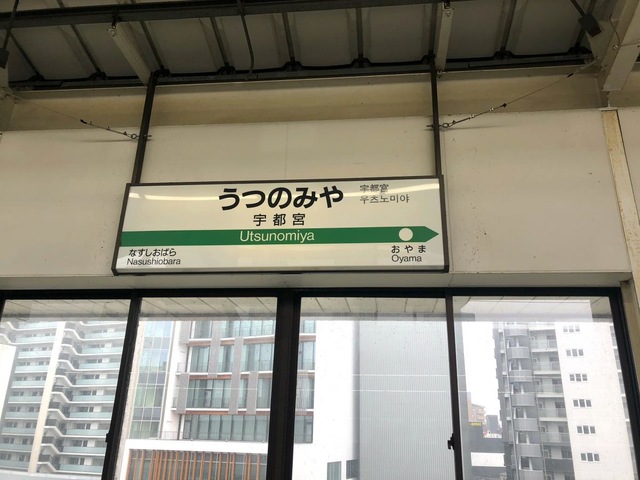 うつのみや
宇都宮
우츠노미야
宇都宮
Utsunomiya
なすしおばら
Nasushiobara
おやま
Oyama